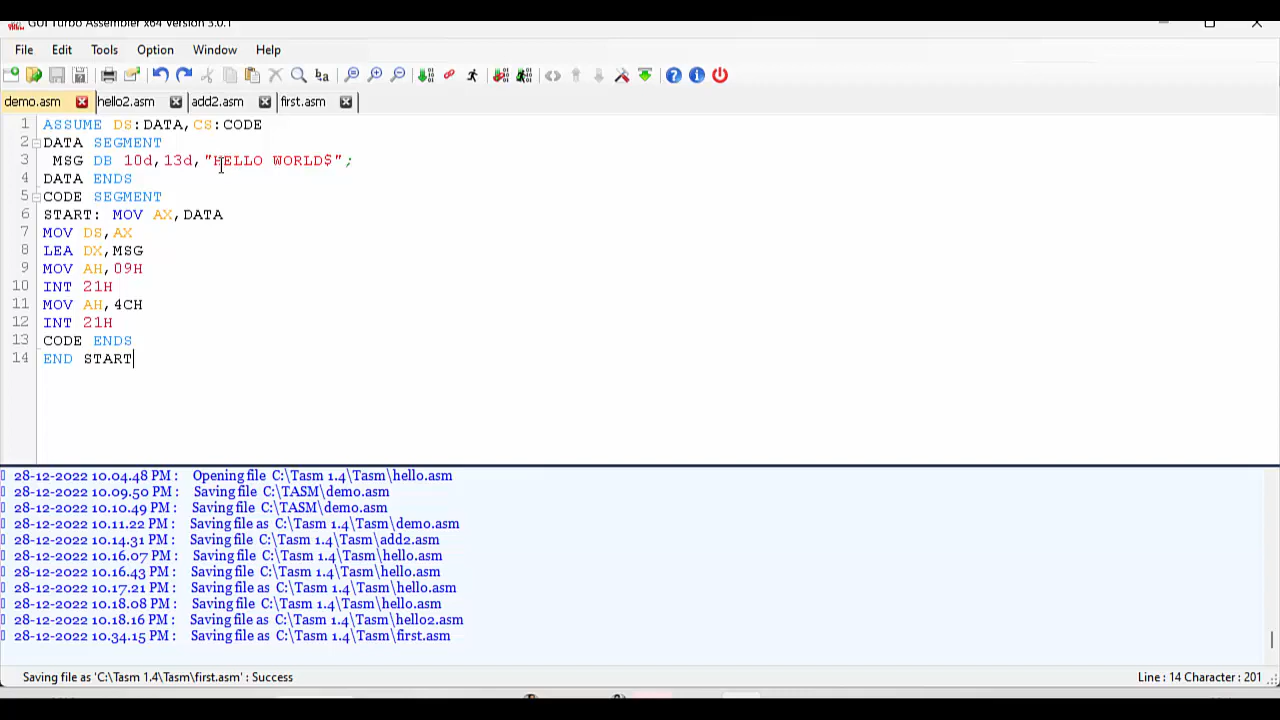 GUI Turbo Assembler x64 Version 3.0.1
File Edit Tools Option Window Help
demo.asm hello2.asm add2.asm first.asm
1 ASSUME DS:DATA,CS:CODE
2 DATA SEGMENT
3 MSG DB 10d,13d,"HELLO WORLD$";
4 DATA ENDS
5 CODE SEGMENT
6 START: MOV AX,DATA
7 MOV DS,AX
8 LEA DX,MSG
9 MOV AH,09H
10 INT 21H
11 MOV AH,4CH
12 INT 21H
13 CODE ENDS
14 END START
28-12-2022 10.04.48 PM : Opening file C:\Tasm 1.4\Tasm\hello.asm
28-12-2022 10.09.50 PM : Saving file C:\TASM\demo.asm
28-12-2022 10.10.49 PM : Saving file C:\TASM\demo.asm
28-12-2022 10.11.22 PM : Saving file as C:\Tasm 1.4\Tasm\demo.asm
28-12-2022 10.14.31 PM : Saving file C:\Tasm 1.4\Tasm\add2.asm
28-12-2022 10.16.07 PM : Saving file C:\Tasm 1.4\Tasm\hello.asm
28-12-2022 10.16.43 PM : Saving file C:\Tasm 1.4\Tasm\hello.asm
28-12-2022 10.17.21 PM : Saving file as C:\Tasm 1.4\Tasm\hello.asm
28-12-2022 10.18.08 PM : Saving file C:\Tasm 1.4\Tasm\hello.asm
28-12-2022 10.18.16 PM : Saving file as C:\Tasm 1.4\Tasm\hello2.asm
28-12-2022 10.34.15 PM : Saving file as C:\Tasm 1.4\Tasm\first.asm
Saving file as 'C:\Tasm 1.4\Tasm\first.asm' : Success Line : 14 Character : 201